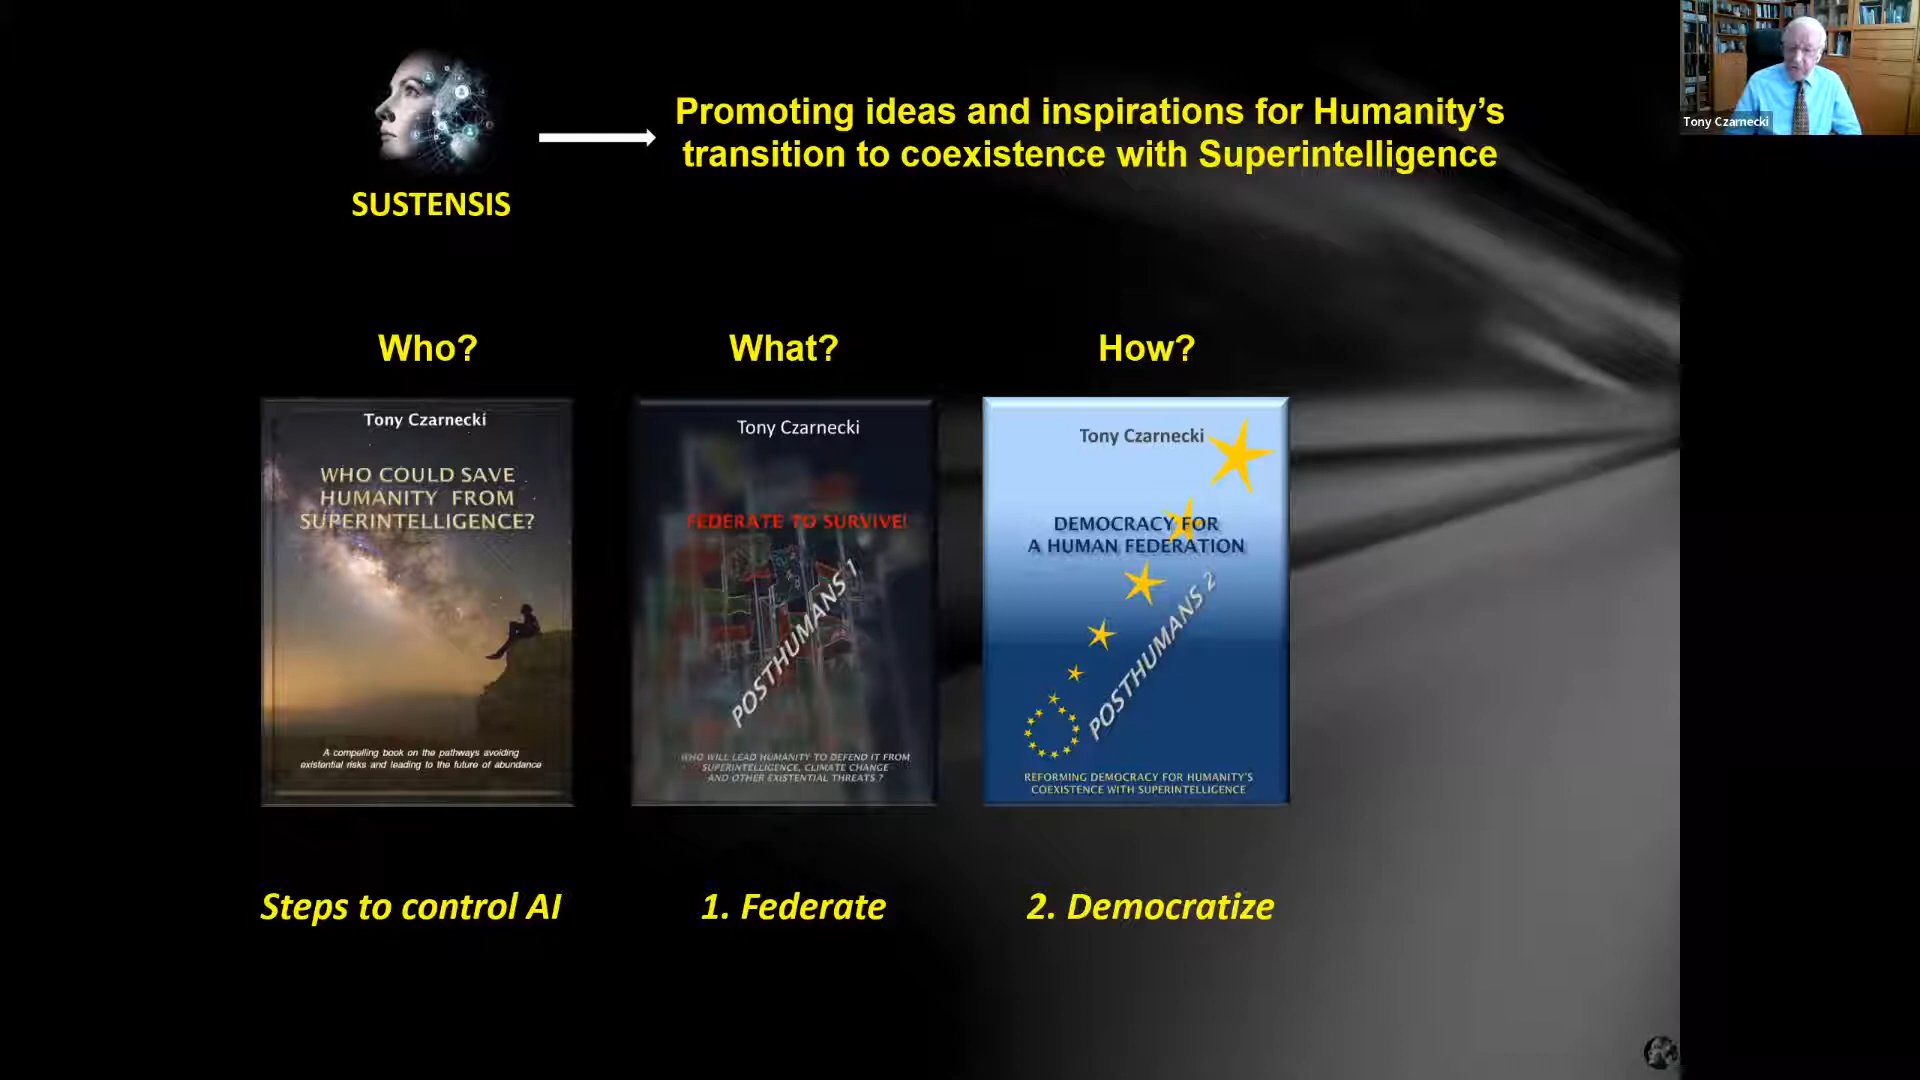 Promoting ideas and inspirations for Humanity's
transition to coexistence with Superintelligence
SUSTENSIS
Tony Czarnecki
Who?
What?
How?
Tony Czarnecki
WHO COULD SAVE
HUMANITY FROM
SUPERINTELLIGENCE?
A compelling book on the pathways avoiding
existential risks and leading to the future of abundance
Tony Czarnecki
FEDERATE TO SURVIVE!
POSTHUMANS 1
WHO WILL LEAD HUMANITY TO DEFEND IT FROM
SUPERINTELLIGENCE, CLIMATE CHANGE
AND OTHER EXISTENTIAL THREATS ?
Tony Czarnecki
DEMOCRACY FOR
A HUMAN FEDERATION
POSTHUMANS 2
REFORMING DEMOCRACY FOR HUMANITY'S
COEXISTENCE WITH SUPERINTELLIGENCE
Steps to control AI
1. Federate
2. Democratize